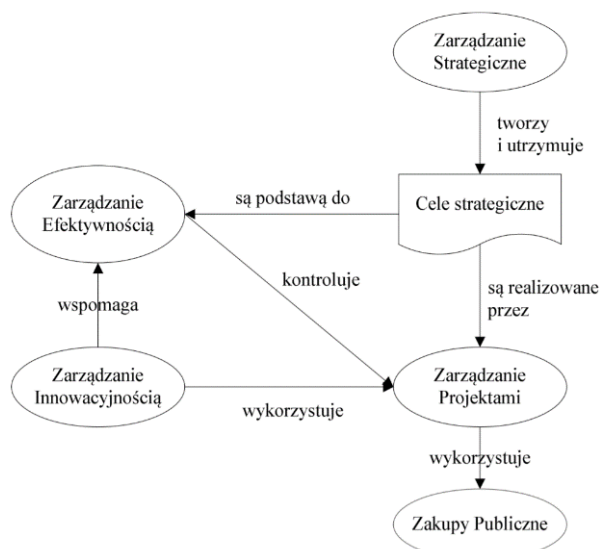 Zarządzanie
Strategiczne
tworzy
i utrzymuje
Cele strategiczne
są podstawą do
Zarządzanie
Efektywnością
kontroluje
są realizowane
przez
wspomaga
Zarządzanie
Innowacyjnością
wykorzystuje
Zarządzanie
Projektami
wykorzystuje
Zakupy Publiczne